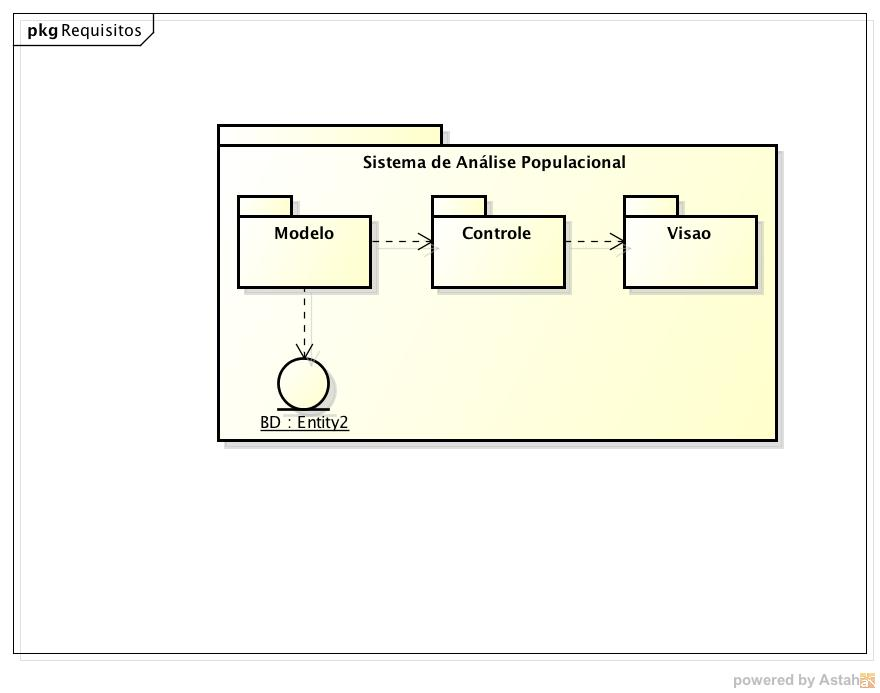 pkg Requisitos
Sistema de Análise Populacional
Modelo
Controle
Visao
BD : Entity2
powered by Astah